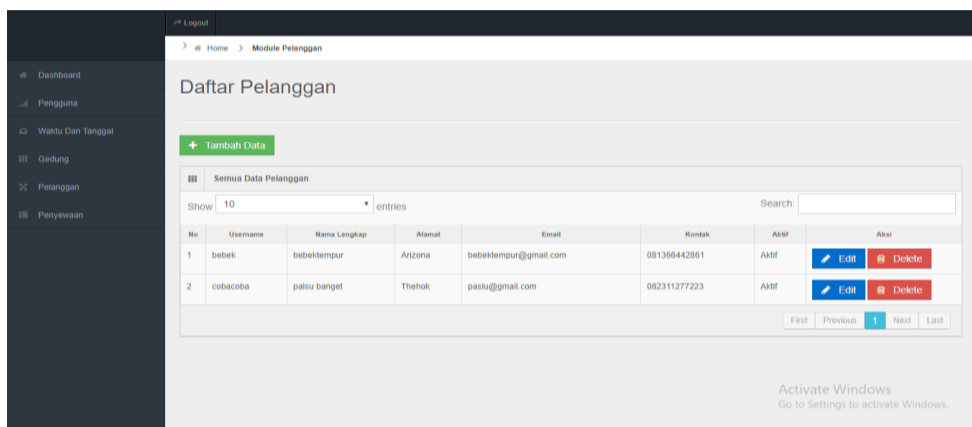 Logout
> Home > Module Pelanggan
Dashboard
Pengguna
Waktu Dan Tanggal
Gedung
Pelanggan
Penyewaan
Daftar Pelanggan
+ Tambah Data
Semua Data Pelanggan
Show 10 entries Search:
No Username Nama Lengkap Alamat Email Kontak Aktif Aksi
1 bebek bebektempur Arizona bebektempur@gmail.com 081366442861 Aktif Edit Delete
2 cobacoba palsu banget Thehok paslu@gmail.com 082311277223 Aktif Edit Delete
First Previous 1 Next Last
Activate Windows
Go to Settings to activate Windows.